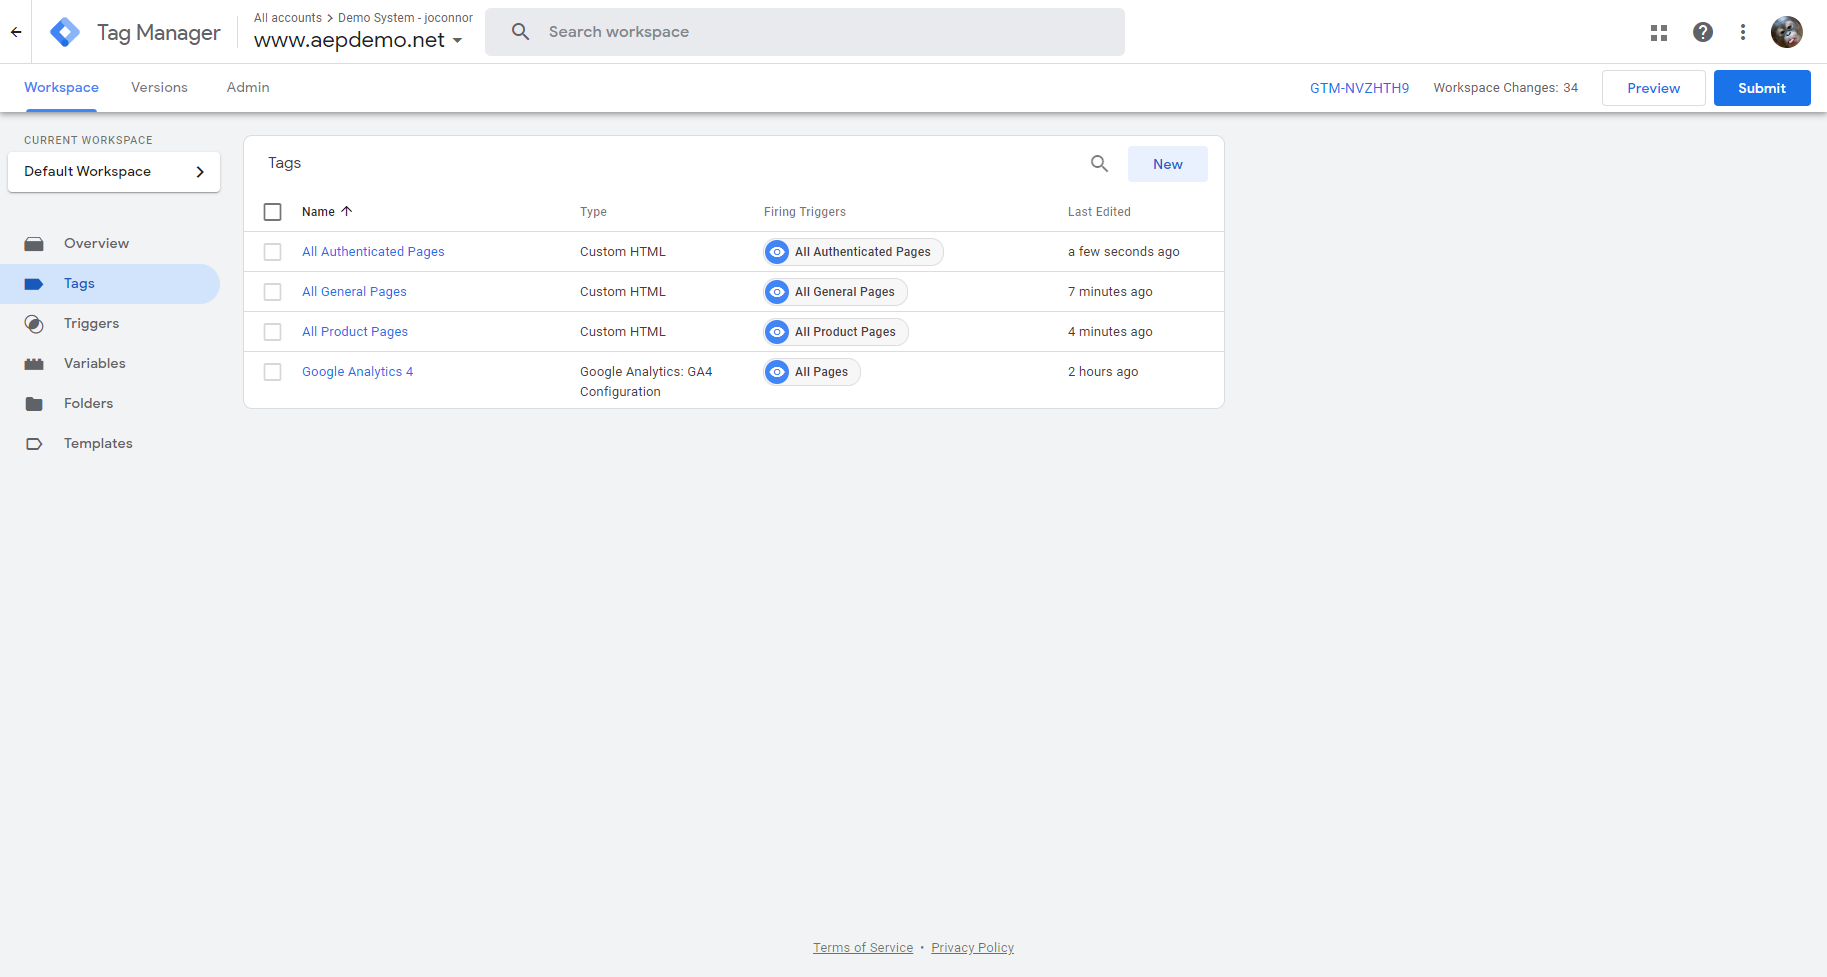 Tag Manager
All accounts > Demo System - joconnor
www.aepdemo.net
Search workspace
Workspace Versions Admin
GTM-NVZHTH9 Workspace Changes: 34 Preview Submit
CURRENT WORKSPACE
Default Workspace
Overview
Tags
Triggers
Variables
Folders
Templates
Tags New
Name Type Firing Triggers Last Edited
All Authenticated Pages Custom HTML All Authenticated Pages a few seconds ago
All General Pages Custom HTML All General Pages 7 minutes ago
All Product Pages Custom HTML All Product Pages 4 minutes ago
Google Analytics 4 Google Analytics: GA4 All Pages 2 hours ago
Configuration
Terms of Service • Privacy Policy